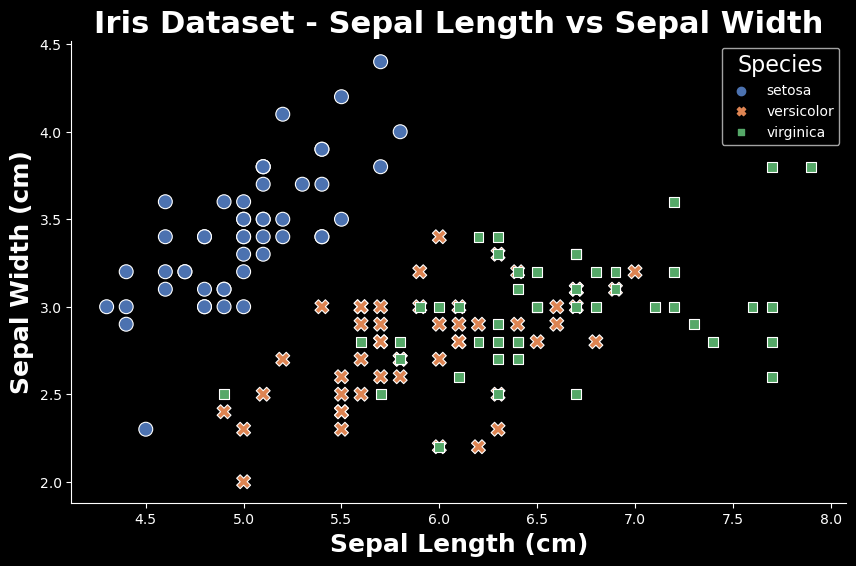 Iris Dataset - Sepal Length vs Sepal Width
Species
setosa
versicolor
virginica
4.5
4.0
3.5
3.0
2.5
2.0
Sepal Width (cm)
4.5 5.0 5.5 6.0 6.5 7.0 7.5 8.0
Sepal Length (cm)